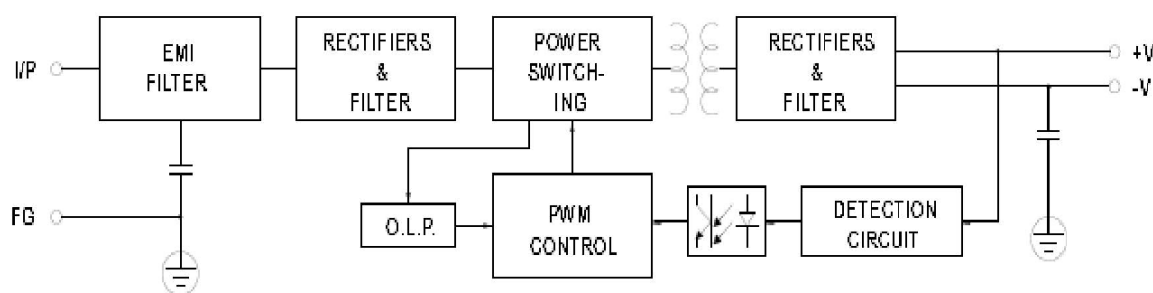 I/P
EMI
FILTER
RECTIFIERS
&
FILTER
POWER
SWITCH-
ING
RECTIFIERS
&
FILTER
+V
-V
FG
O.L.P.
PWM
CONTROL
DETECTION
CIRCUIT